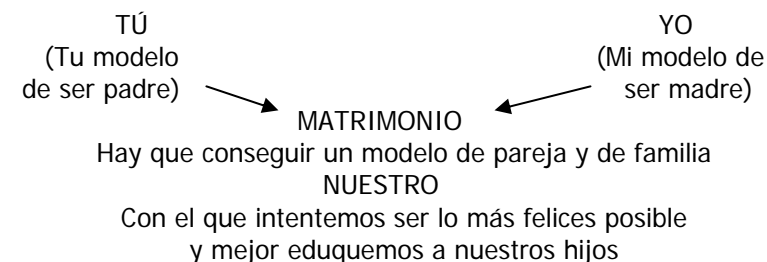 TÚ
(Tu modelo
de ser padre)
YO
(Mi modelo de
ser madre)
MATRIMONIO
Hay que conseguir un modelo de pareja y de familia
NUESTRO
Con el que intentemos ser lo más felices posible
y mejor eduquemos a nuestros hijos